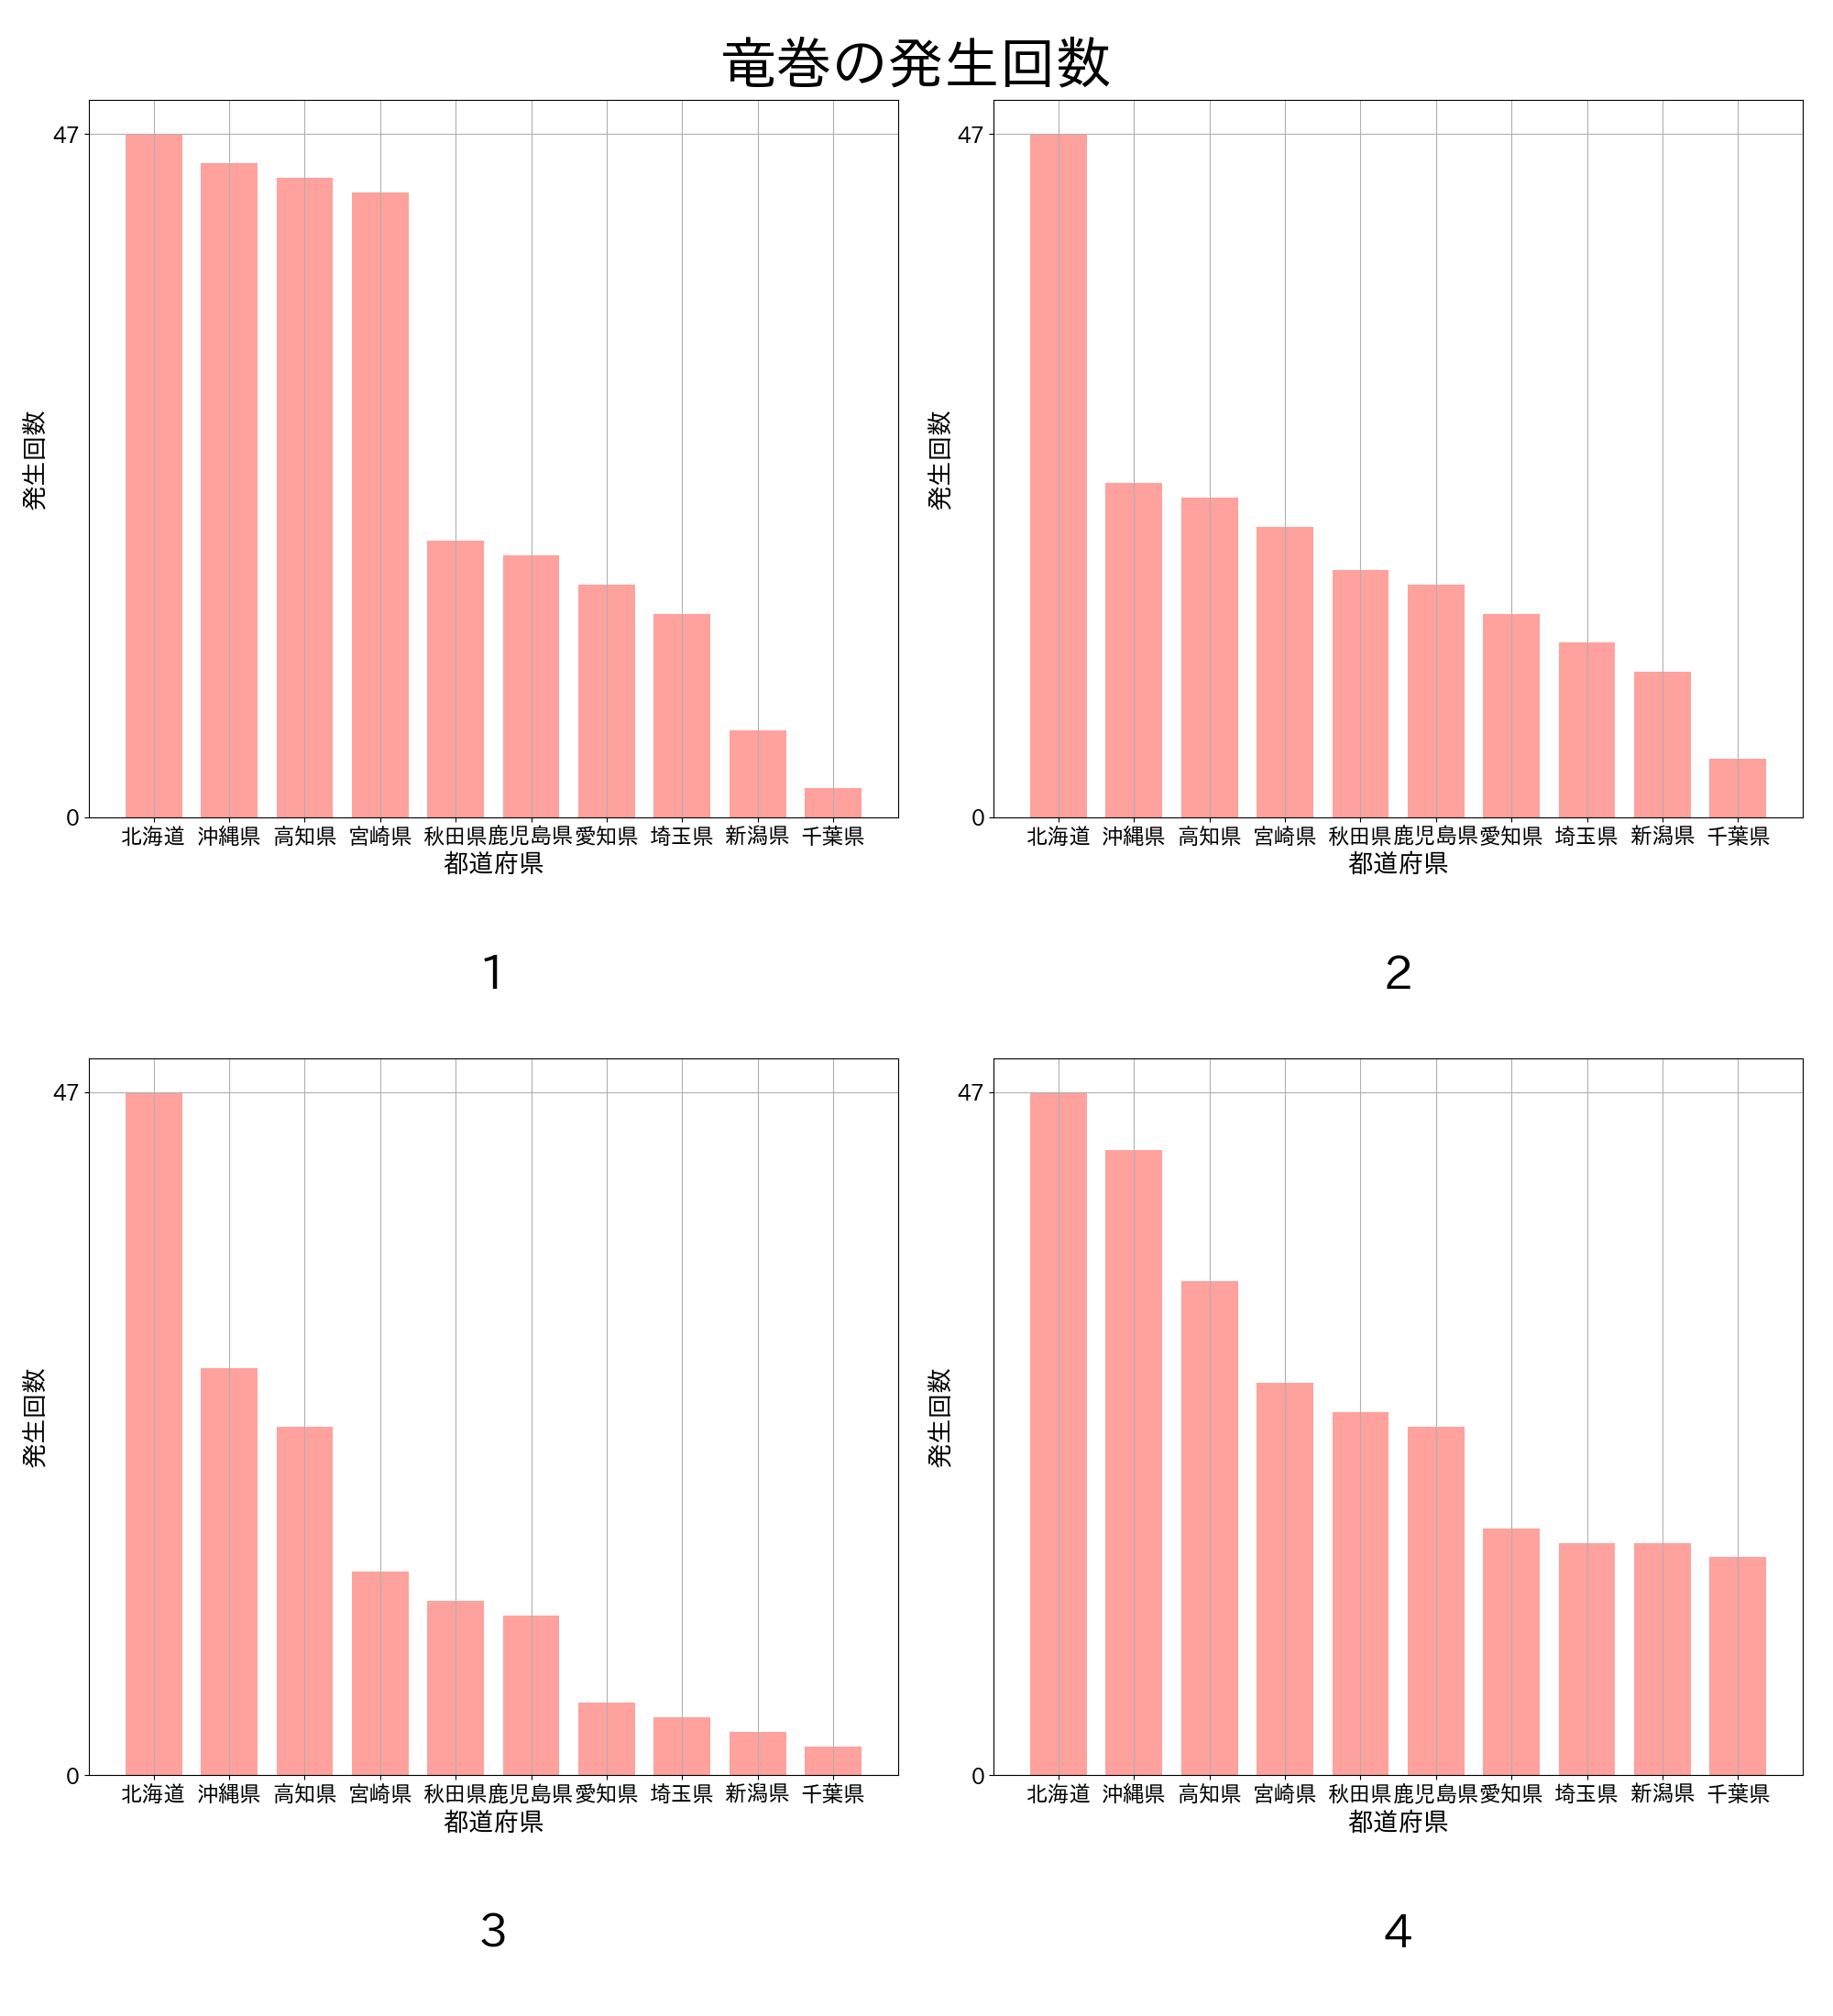 竜巻の発生回数
47
0
発生回数
北海道 沖縄県 高知県 宮崎県 秋田県 鹿児島県 愛知県 埼玉県 新潟県 千葉県
都道府県
1
47
0
発生回数
北海道 沖縄県 高知県 宮崎県 秋田県 鹿児島県 愛知県 埼玉県 新潟県 千葉県
都道府県
2
47
0
発生回数
北海道 沖縄県 高知県 宮崎県 秋田県 鹿児島県 愛知県 埼玉県 新潟県 千葉県
都道府県
3
47
0
発生回数
北海道 沖縄県 高知県 宮崎県 秋田県 鹿児島県 愛知県 埼玉県 新潟県 千葉県
都道府県
4